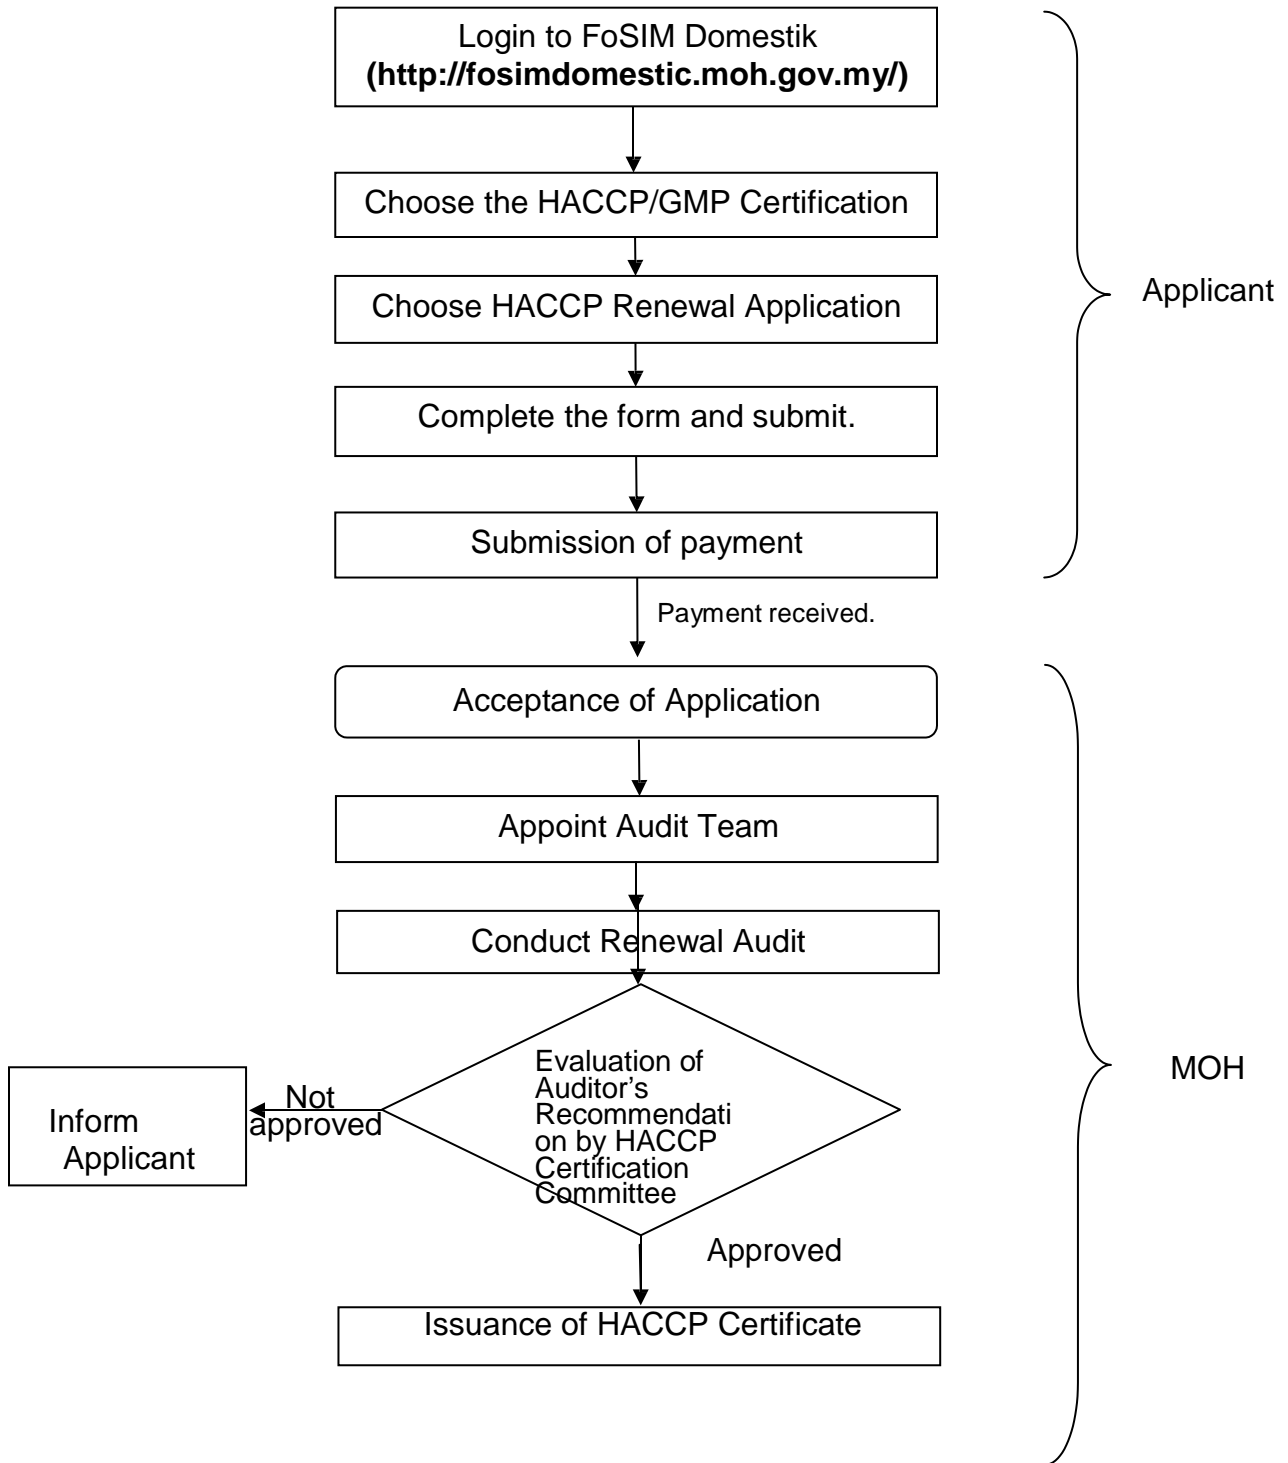 Login to FoSIM Domestik
(http://fosimdomestic.moh.gov.my/)
Choose the HACCP/GMP Certification
Choose HACCP Renewal Application
Applicant
Complete the form and submit.
Submission of payment
Payment received.
Acceptance of Application
Appoint Audit Team
Conduct Renewal Audit
Evaluation of
Auditor’s
Recommendati
on by HACCP
Certification
Committee
MOH
Not
approved
Inform
Applicant
Approved
Issuance of HACCP Certificate